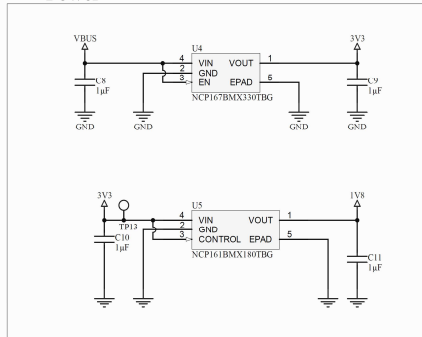 VBUS
U4
3V3
4 VIN VOUT 1
2 GND
3 EN EPAD 5
C8
1µF
C9
1µF
NCP167BMX330TBG
GND GND GND GND
3V3
U5
1V8
TP13
4 VIN VOUT 1
2 GND
3 CONTROL EPAD 5
C10
1µF
NCP161BMX180TBG
C11
1µF